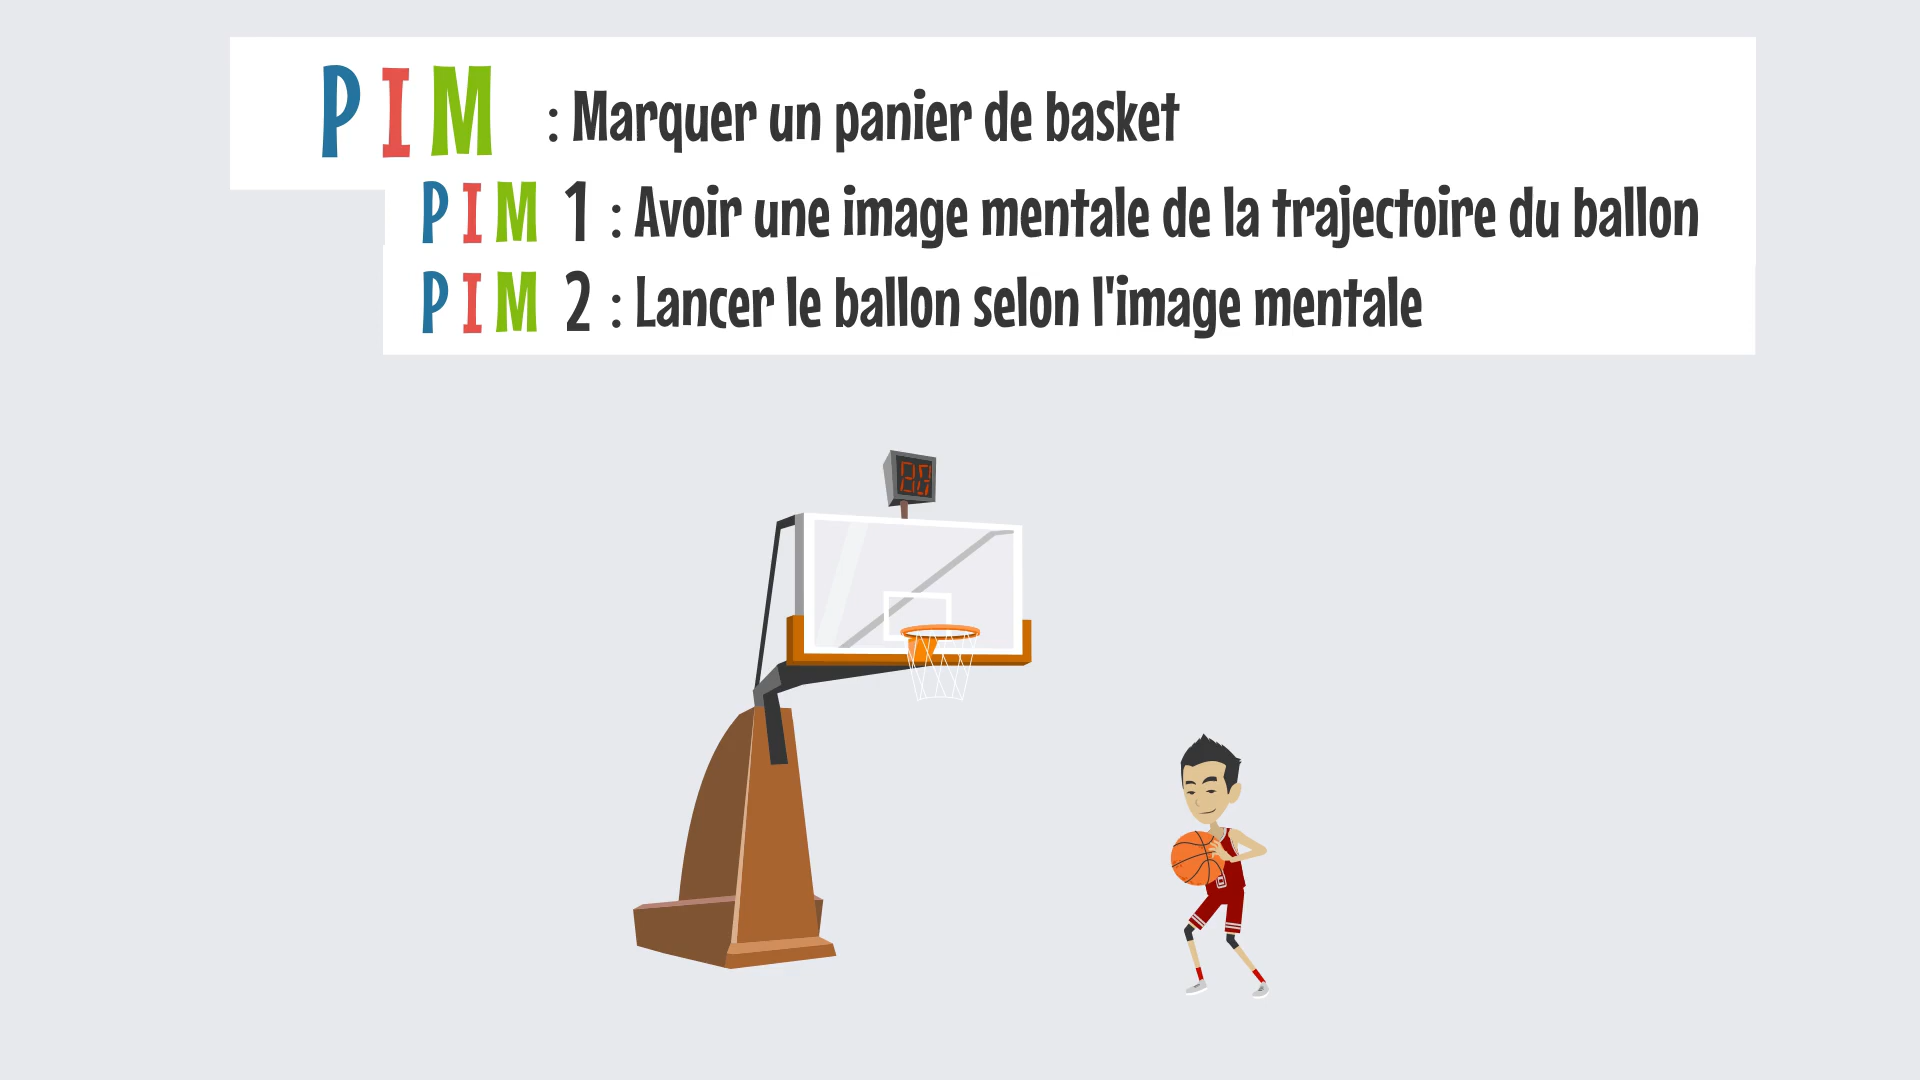 PIM : Marquer un panier de basket
PIM 1 : Avoir une image mentale de la trajectoire du ballon
PIM 2 : Lancer le ballon selon l'image mentale